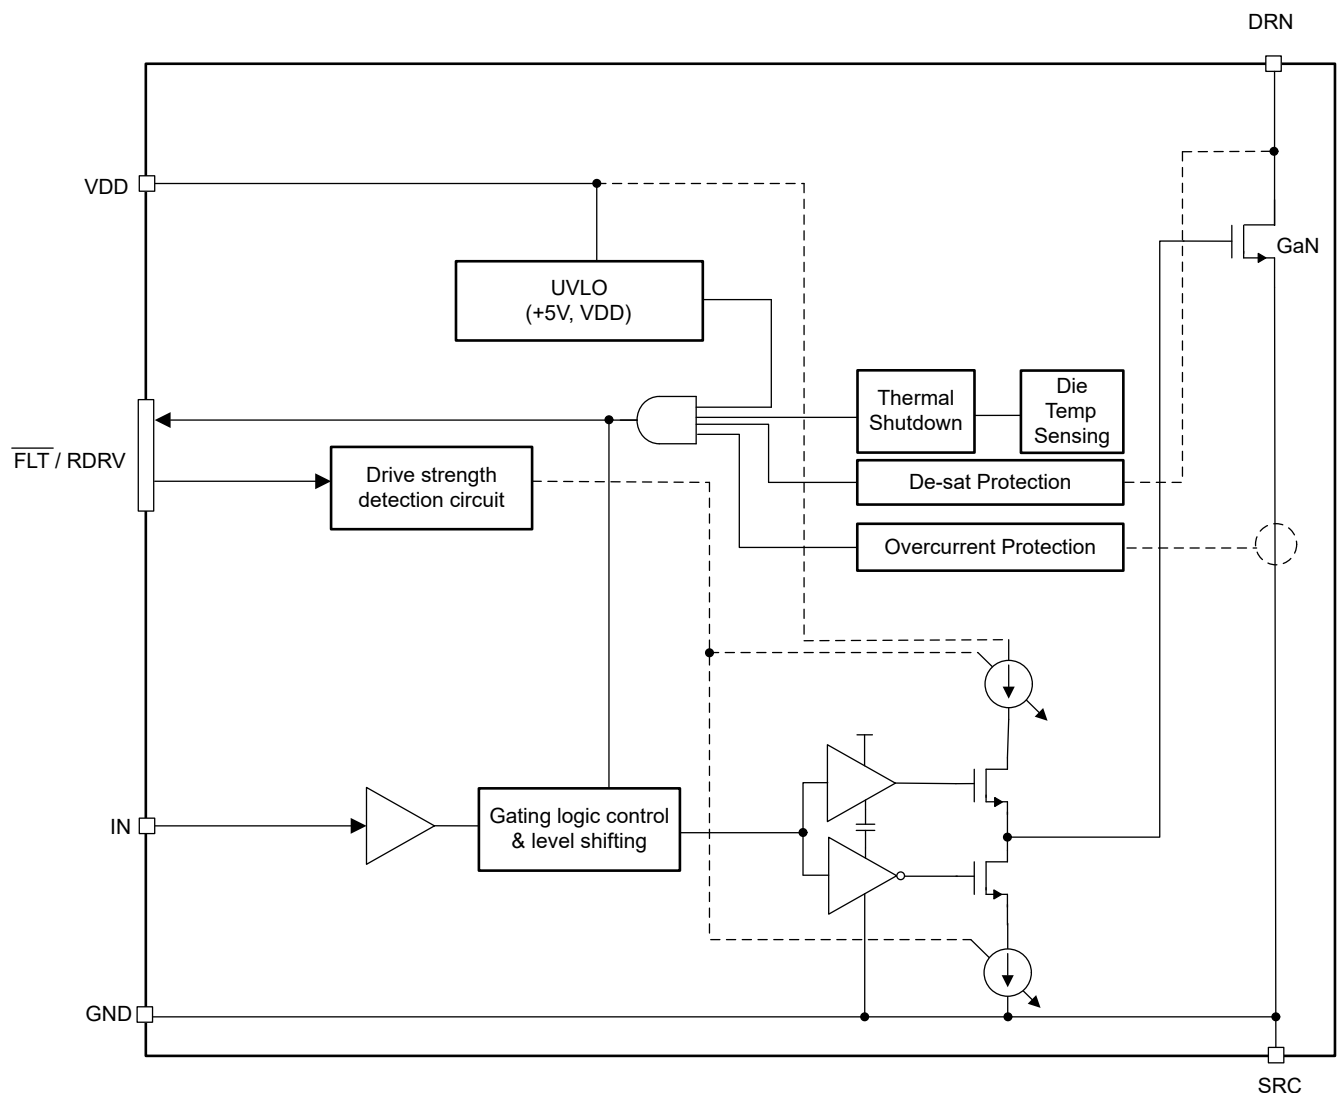 DRN
VDD
GaN
UVLO
(+5V, VDD)
Thermal
Shutdown
Die
Temp
Sensing
FLT / RDRV
Drive strength
detection circuit
De-sat Protection
Overcurrent Protection
IN
Gating logic control
& level shifting
GND
SRC